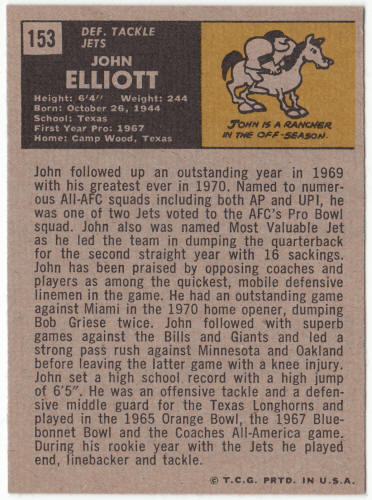 153
DEF. TACKLE
JETS
JOHN
ELLIOTT
Height: 6'4" Weight: 244
Born: October 26, 1944
School: Texas
First Year Pro: 1967
Home: Camp Wood, Texas
JOHN IS A RANCHER
IN THE OFF-SEASON.
John followed up an outstanding year in 1969
with his greatest ever in 1970. Named to numer-
ous All-AFC squads including both AP and UPI, he
was one of two Jets voted to the AFC's Pro Bowl
squad. John also was named Most Valuable Jet
as he led the team in dumping the quarterback
for the second straight year with 16 sackings.
John has been praised by opposing coaches and
players as among the quickest, mobile defensive
linemen in the game. He had an outstanding game
against Miami in the 1970 home opener, dumping
Bob Griese twice. John followed with superb
games against the Bills and Giants and led a
strong pass rush against Minnesota and Oakland
before leaving the latter game with a knee injury.
John set a high school record with a high jump
of 6'5". He was an offensive tackle and a defen-
sive middle guard for the Texas Longhorns and
played in the 1965 Orange Bowl, the 1967 Blue-
bonnet Bowl and the Coaches All-America game.
During his rookie year with the Jets he played
end, linebacker and tackle.
© T.C.G. PRTD. IN U.S.A.